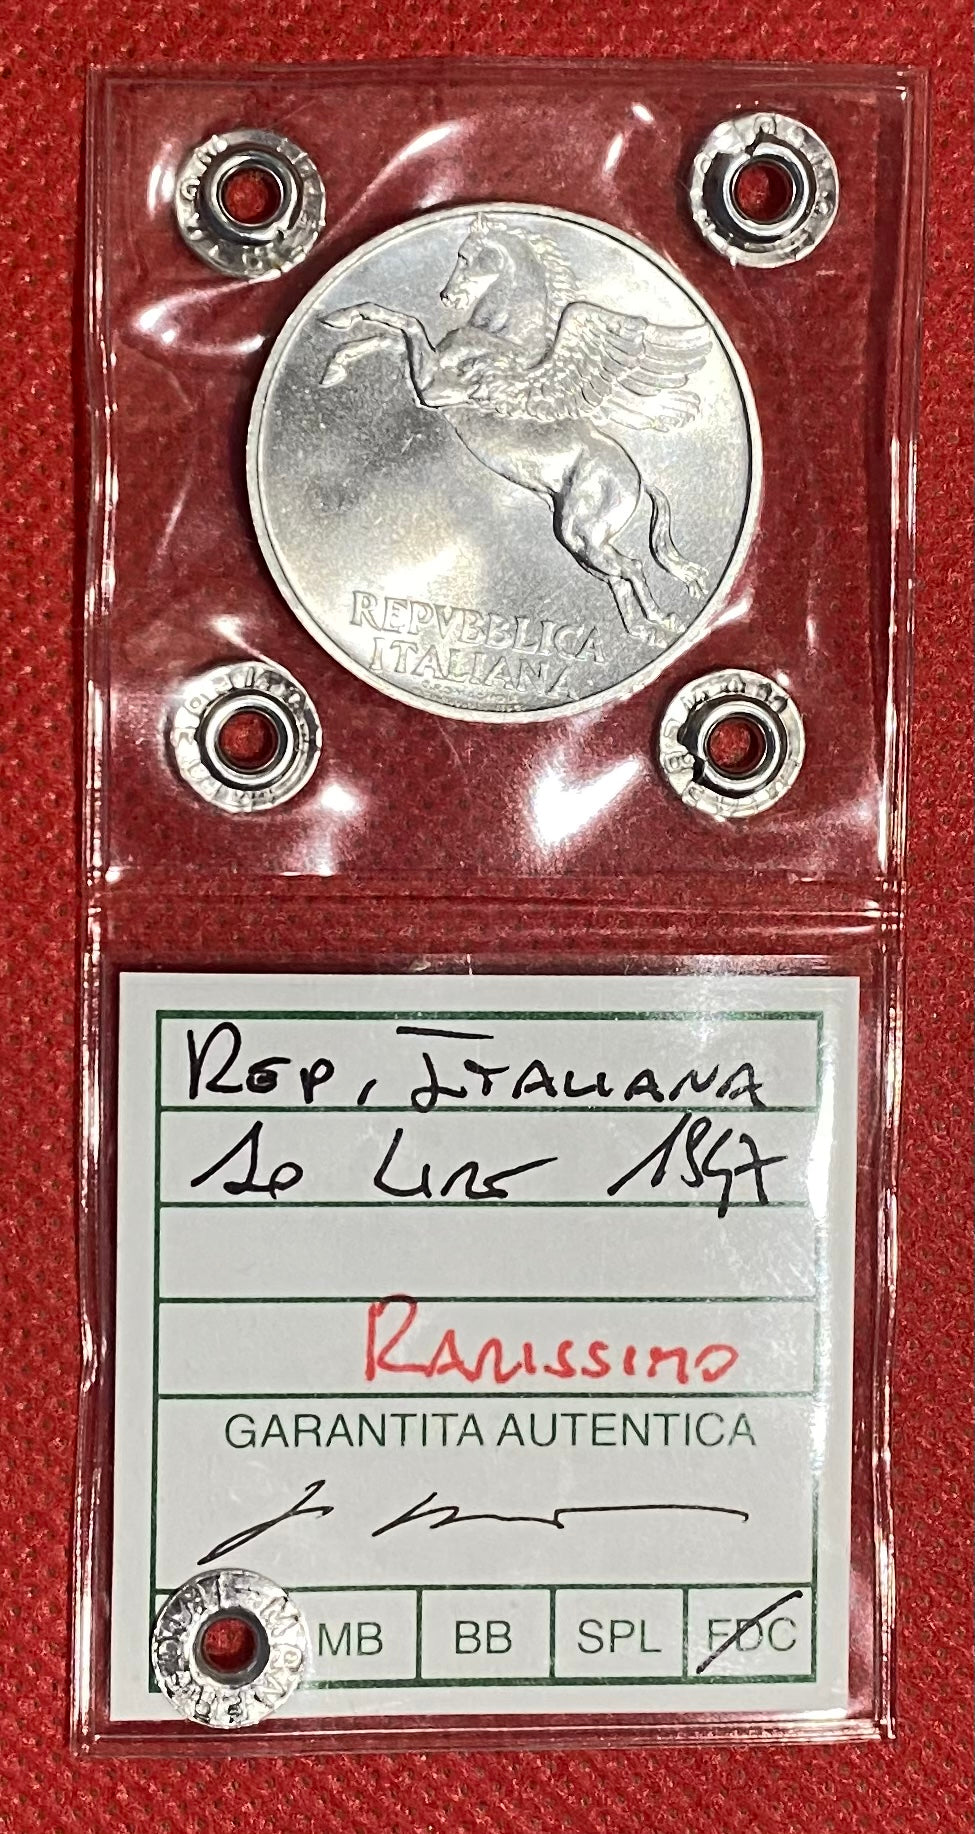 REPVBBLICA
ITALIANA
REP. ITALIANA
10 LIRE 1947
RARISSIMO
GARANTITA AUTENTICA
MB BB SPL FDC